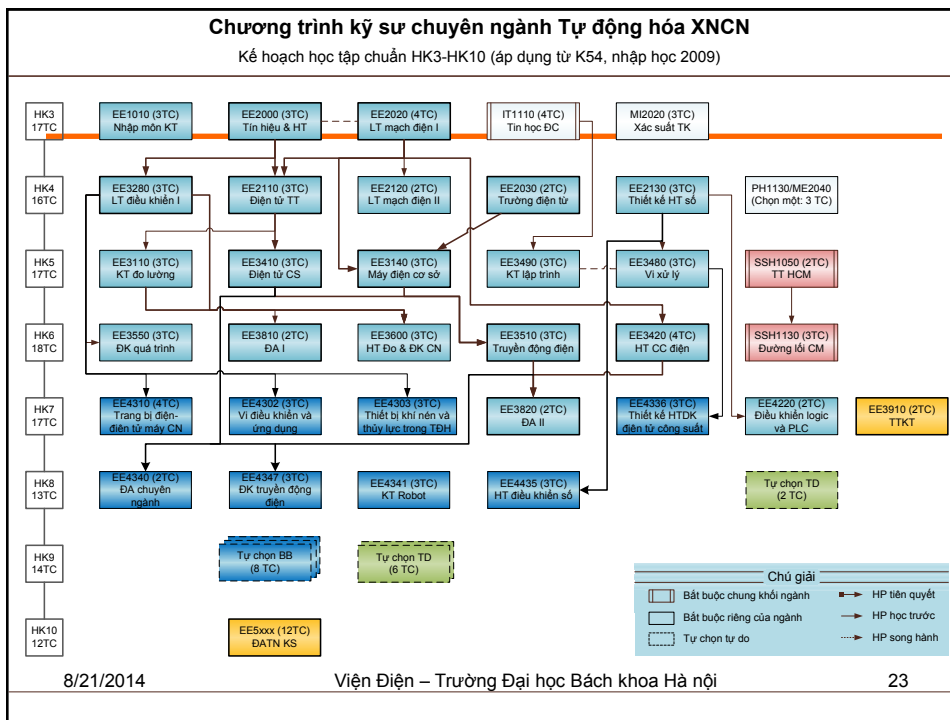 Chương trình kỹ sư chuyên ngành Tự động hóa XNCN
Kế hoạch học tập chuẩn HK3-HK10 (áp dụng từ K54, nhập học 2009)
HK3
17TC
EE1010 (3TC)
Nhập môn KT
EE2000 (3TC)
Tín hiệu & HT
EE2020 (4TC)
LT mạch điện I
IT1110 (4TC)
Tin học ĐC
MI2020 (3TC)
Xác suất TK
HK4
16TC
EE3280 (3TC)
LT điều khiển I
EE2110 (3TC)
Điện tử TT
EE2120 (2TC)
LT mạch điện II
EE2030 (2TC)
Trường điện từ
EE2130 (3TC)
Thiết kế HT số
PH1130/ME2040
(Chọn một: 3 TC)
HK5
17TC
EE3110 (3TC)
KT đo lường
EE3410 (3TC)
Điện tử CS
EE3140 (3TC)
Máy điện cơ sở
EE3490 (3TC)
KT lập trình
EE3480 (3TC)
Vi xử lý
SSH1050 (2TC)
TT HCM
HK6
18TC
EE3550 (3TC)
ĐK quá trình
EE3810 (2TC)
ĐA I
EE3600 (3TC)
HT Đo & ĐK CN
EE3510 (3TC)
Truyền động điện
EE3420 (4TC)
HT CC điện
SSH1130 (3TC)
Đường lối CM
HK7
17TC
EE4310 (4TC)
Trang bị điện-
điện tử máy CN
EE4302 (3TC)
Vi điều khiển và
ứng dụng
EE4303 (3TC)
Thiết bị khí nén và
thủy lực trong TĐH
EE3820 (2TC)
ĐA II
EE4336 (3TC)
Thiết kế HTDK
điện tử công suất
EE4220 (2TC)
Điều khiển logic
và PLC
EE3910 (2TC)
TTKT
HK8
13TC
EE4340 (2TC)
ĐA chuyên
ngành
EE4347 (3TC)
ĐK truyền động
điện
EE4341 (3TC)
KT Robot
EE4435 (3TC)
HT điều khiển số
Tự chọn TD
(2 TC)
HK9
14TC
Tự chọn BB
(8 TC)
Tự chọn TD
(6 TC)
HK10
12TC
EE5xxx (12TC)
ĐATN KS
Chú giải
Bắt buộc chung khối ngành
HP tiên quyết
Bắt buộc riêng của ngành
HP học trước
Tự chọn tự do
HP song hành
8/21/2014
Viện Điện – Trường Đại học Bách khoa Hà nội
23